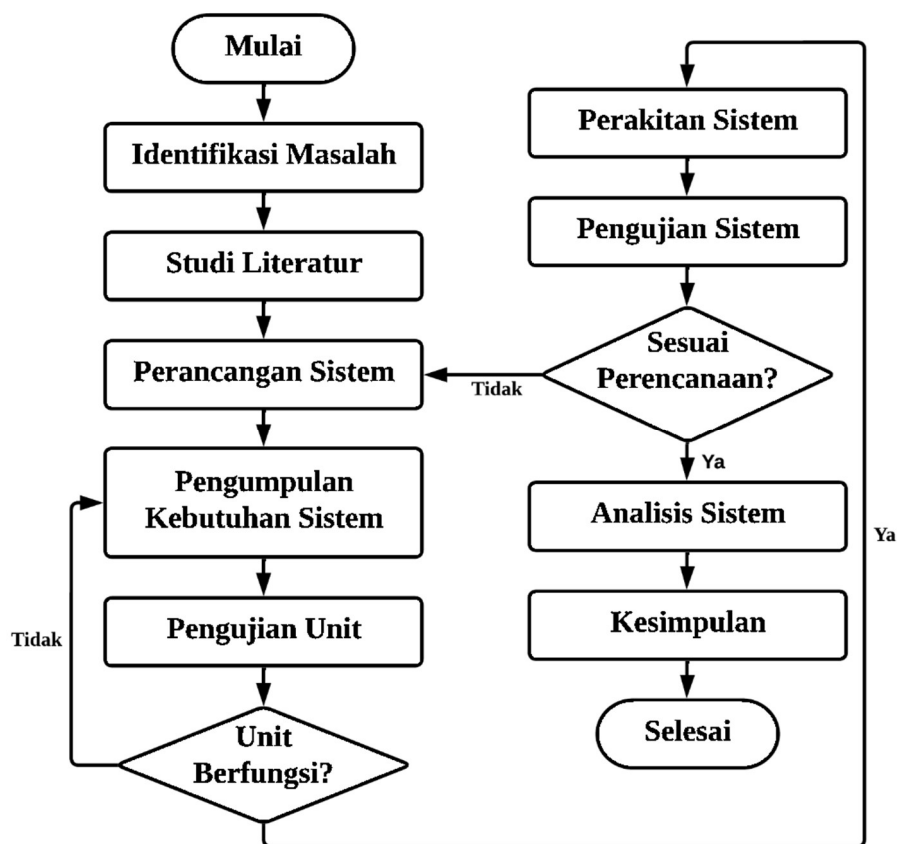 Mulai
Identifikasi Masalah
Studi Literatur
Perancangan Sistem
Pengumpulan
Kebutuhan Sistem
Pengujian Unit
Tidak
Unit
Berfungsi?
Ya
Perakitan Sistem
Pengujian Sistem
Sesuai
Perencanaan?
Tidak
Ya
Analisis Sistem
Kesimpulan
Selesai